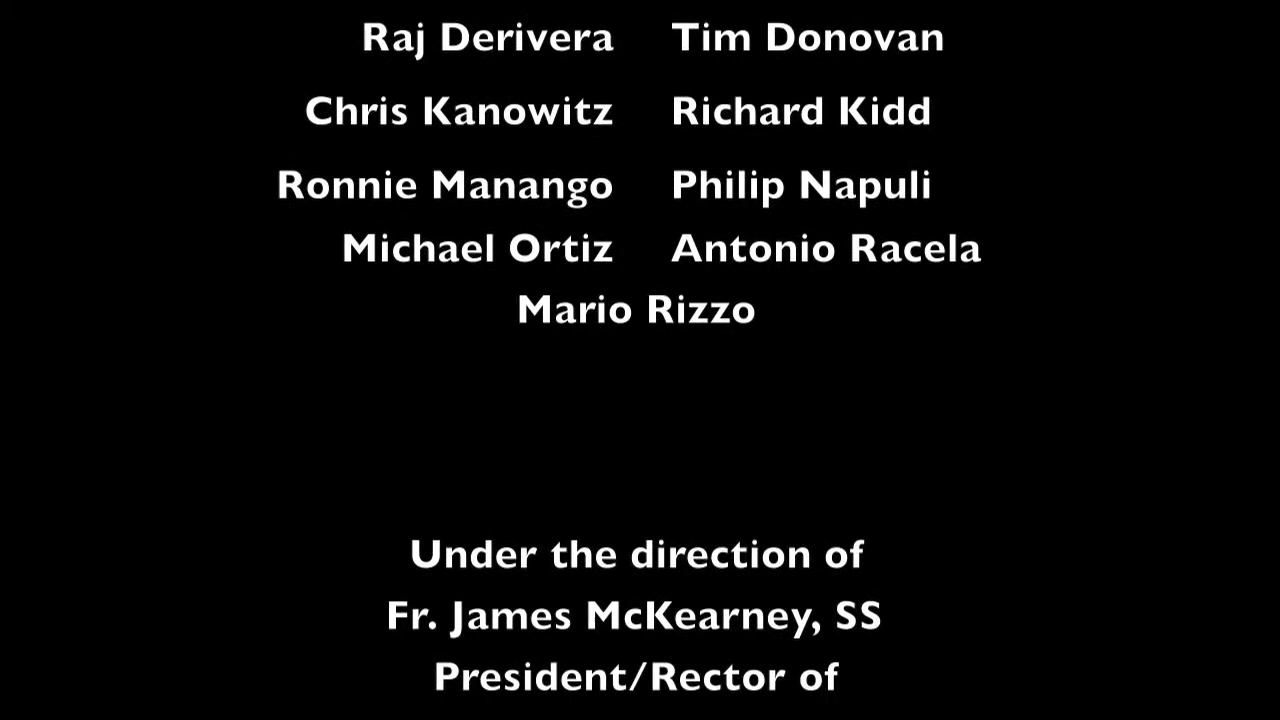 Raj Derivera Tim Donovan
Chris Kanowitz Richard Kidd
Ronnie Manango Philip Napuli
Michael Ortiz Antonio Racela
Mario Rizzo
Under the direction of
Fr. James McKearney, SS
President/Rector of